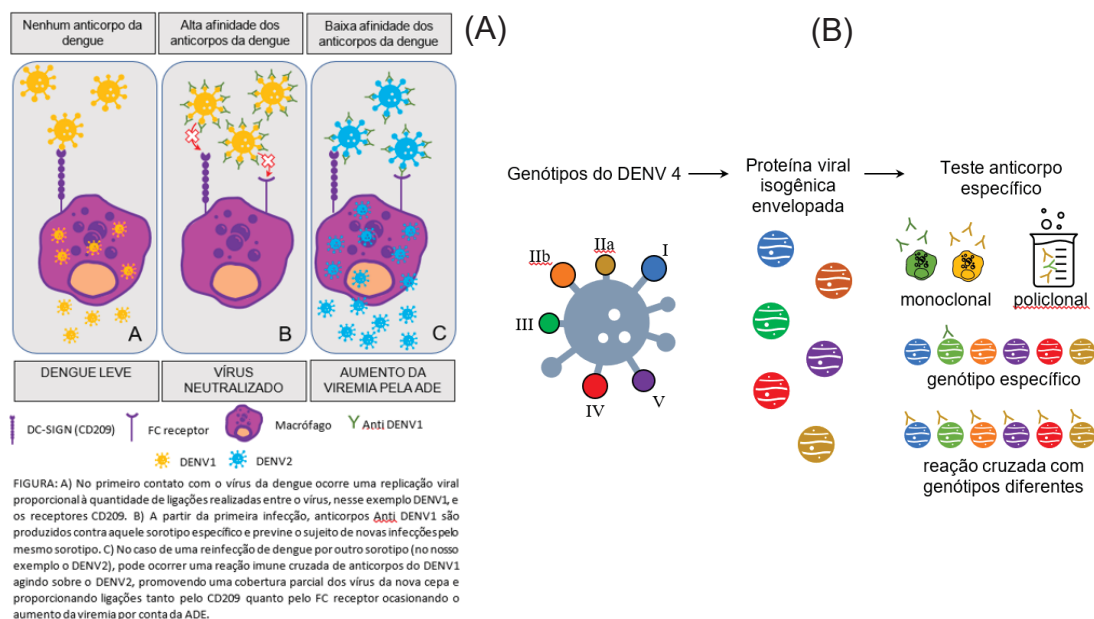 Nenhum anticorpo da
dengue
Alta afinidade dos
anticorpos da dengue
Baixa afinidade dos
anticorpos da dengue
A
B
C
DENGUE LEVE
VÍRUS
NEUTRALIZADO
AUMENTO DA
VIREMIA PELA ADE
DC-SIGN (CD209)
FC receptor
Macrófago
Anti DENV1
DENV1
DENV2
FIGURA: A) No primeiro contato com o vírus da dengue ocorre uma replicação viral
proporcional à quantidade de ligações realizadas entre o vírus, nesse exemplo DENV1, e
os receptores CD209. B) A partir da primeira infecção, anticorpos Anti DENV1 são
produzidos contra aquele sorotipo específico e previne o sujeito de novas infecções pelo
mesmo sorotipo. C) No caso de uma reinfecção de dengue por outro sorotipo (no nosso
exemplo o DENV2), pode ocorrer uma reação imune cruzada de anticorpos do DENV1
agindo sobre o DENV2, promovendo uma cobertura parcial dos vírus da nova cepa e
proporcionando ligações tanto pelo CD209 quanto pelo FC receptor ocasionando o
aumento da viremia por conta da ADE.
(A)
(B)
Genótipos do DENV 4
Proteína viral
isogênica
envelopada
Teste anticorpo
específico
IIb
IIa
I
III
IV
V
monoclonal
policlonal
genótipo específico
reação cruzada com
genótipos diferentes